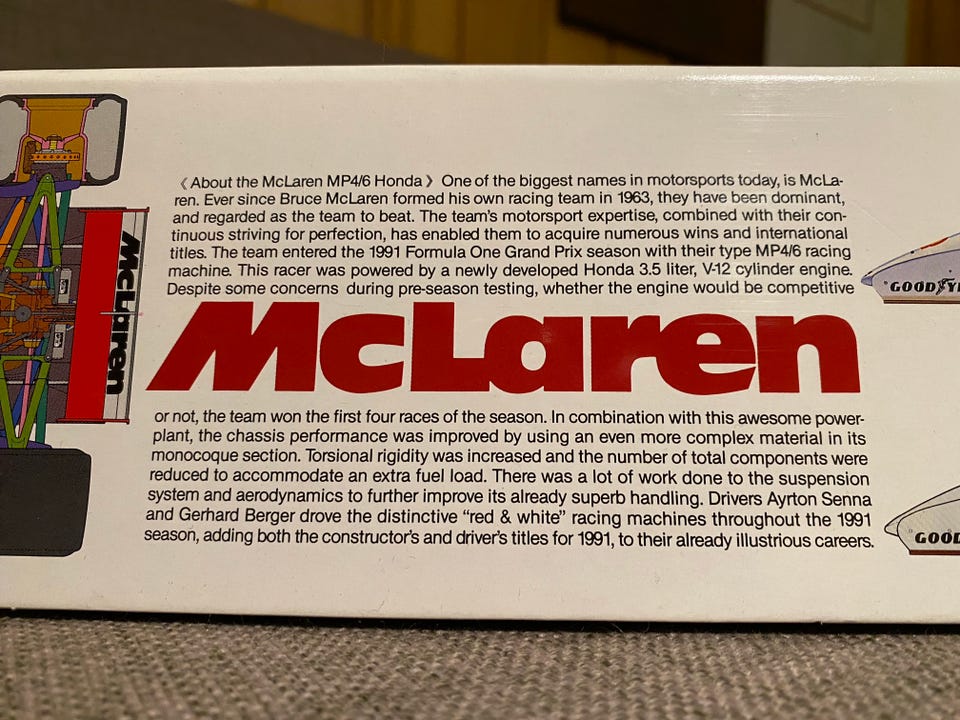 《About the McLaren MP4/6 Honda》 One of the biggest names in motorsports today, is McLa-
ren. Ever since Bruce McLaren formed his own racing team in 1963, they have been dominant,
and regarded as the team to beat. The team's motorsport expertise, combined with their con-
tinuous striving for perfection, has enabled them to acquire numerous wins and international
titles. The team entered the 1991 Formula One Grand Prix season with their type MP4/6 racing
machine. This racer was powered by a newly developed Honda 3.5 liter, V-12 cylinder engine.
Despite some concerns during pre-season testing, whether the engine would be competitive
McLaren
or not, the team won the first four races of the season. In combination with this awesome power-
plant, the chassis performance was improved by using an even more complex material in its
monocoque section. Torsional rigidity was increased and the number of total components were
reduced to accommodate an extra fuel load. There was a lot of work done to the suspension
system and aerodynamics to further improve its already superb handling. Drivers Ayrton Senna
and Gerhard Berger drove the distinctive "red & white" racing machines throughout the 1991
season, adding both the constructor's and driver's titles for 1991, to their already illustrious careers.
McLaren
GOODYE
GOOD